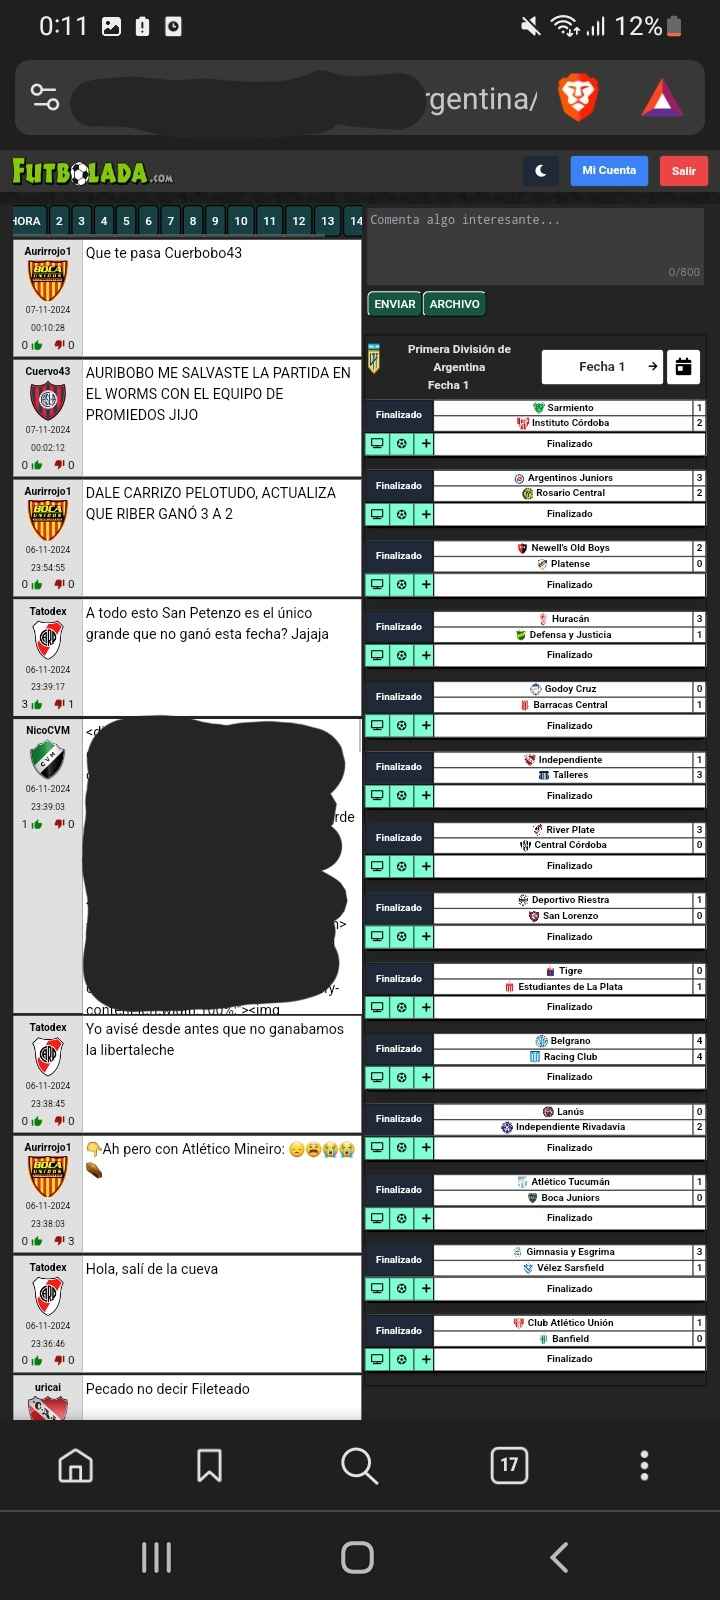 0:11
12%
rgentina/
FUTBOLADA.COM
Mi Cuenta
Salir
HORA 2 3 4 5 6 7 8 9 10 11 12 13 14
Aurirrojo1
BOCA
UNIDOS
07-11-2024
00:10:28
0 0
Que te pasa Cuerbobo43
Cuervo43
07-11-2024
00:02:12
0 0
AURIBOBO ME SALVASTE LA PARTIDA EN
EL WORMS CON EL EQUIPO DE
PROMIEDOS JIJO
Aurirrojo1
BOCA
UNIDOS
06-11-2024
23:54:55
0 0
DALE CARRIZO PELOTUDO, ACTUALIZA
QUE RIBER GANÓ 3 A 2
Tatodex
CARP
06-11-2024
23:39:17
3 1
A todo esto San Petenzo es el único
grande que no ganó esta fecha? Jajaja
NicoCVM
CVM
06-11-2024
23:39:03
1 0
<d
rde
>
ry-
><img
Tatodex
CARP
06-11-2024
23:38:45
0 0
Yo avisé desde antes que no ganabamos
la libertaleche
Aurirrojo1
BOCA
UNIDOS
06-11-2024
23:38:03
0 3
👇Ah pero con Atlético Mineiro: 😔😫😭😭
⚰️
Tatodex
CARP
06-11-2024
23:36:46
0 0
Hola, salí de la cueva
uricai
Pecado no decir Fileteado
Comenta algo interesante...
0/800
ENVIAR ARCHIVO
Primera División de
Argentina
Fecha 1
Fecha 1
Finalizado
Sarmiento 1
Instituto Córdoba 2
Finalizado
Finalizado
Argentinos Juniors 3
Rosario Central 2
Finalizado
Finalizado
Newell's Old Boys 2
Platense 0
Finalizado
Finalizado
Huracán 3
Defensa y Justicia 1
Finalizado
Finalizado
Godoy Cruz 0
Barracas Central 1
Finalizado
Finalizado
Independiente 1
Talleres 3
Finalizado
Finalizado
River Plate 3
Central Córdoba 0
Finalizado
Finalizado
Deportivo Riestra 1
San Lorenzo 0
Finalizado
Finalizado
Tigre 0
Estudiantes de La Plata 1
Finalizado
Finalizado
Belgrano 4
Racing Club 4
Finalizado
Finalizado
Lanús 0
Independiente Rivadavia 2
Finalizado
Finalizado
Atlético Tucumán 1
Boca Juniors 0
Finalizado
Finalizado
Gimnasia y Esgrima 3
Vélez Sarsfield 1
Finalizado
Finalizado
Club Atlético Unión 1
Banfield 0
Finalizado
17